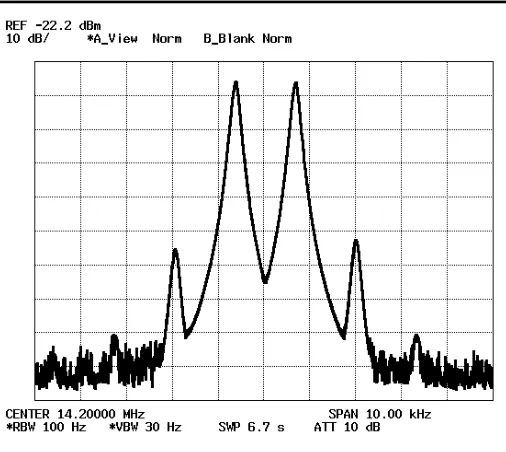 REF -22.2 dBm
10 dB/ *A_View Norm B_Blank Norm
CENTER 14.20000 MHz SPAN 10.00 kHz
*RBW 100 Hz *VBW 30 Hz SWP 6.7 s ATT 10 dB